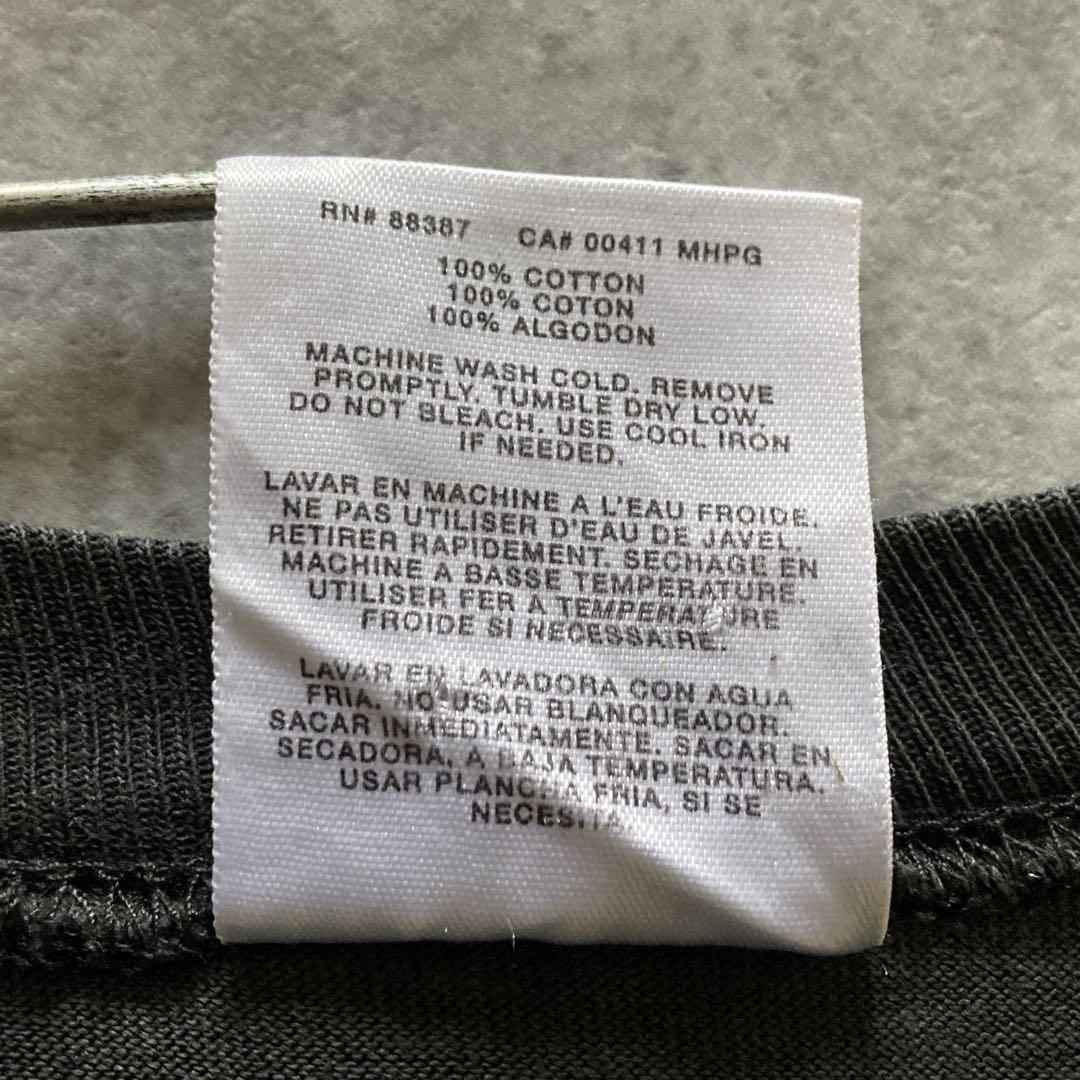 RN# 88387 CA# 00411 MHPG
100% COTTON
100% COTON
100% ALGODON
MACHINE WASH COLD. REMOVE
PROMPTLY. TUMBLE DRY LOW.
DO NOT BLEACH. USE COOL IRON
IF NEEDED.
LAVAR EN MACHINE A L'EAU FROIDE.
NE PAS UTILISER D'EAU DE JAVEL.
RETIRER RAPIDEMENT. SECHAGE EN
MACHINE A BASSE TEMPERATURE.
UTILISER FER A TEMPERATURE
FROIDE SI NECESSAIRE.
LAVAR EN LAVADORA CON AGUA
FRIA. NO USAR BLANQUEADOR.
SACAR INMEDIATAMENTE. SACAR EN
SECADORA, A BAJA TEMPERATURA.
USAR PLANCHA FRIA, SI SE
NECESITA.